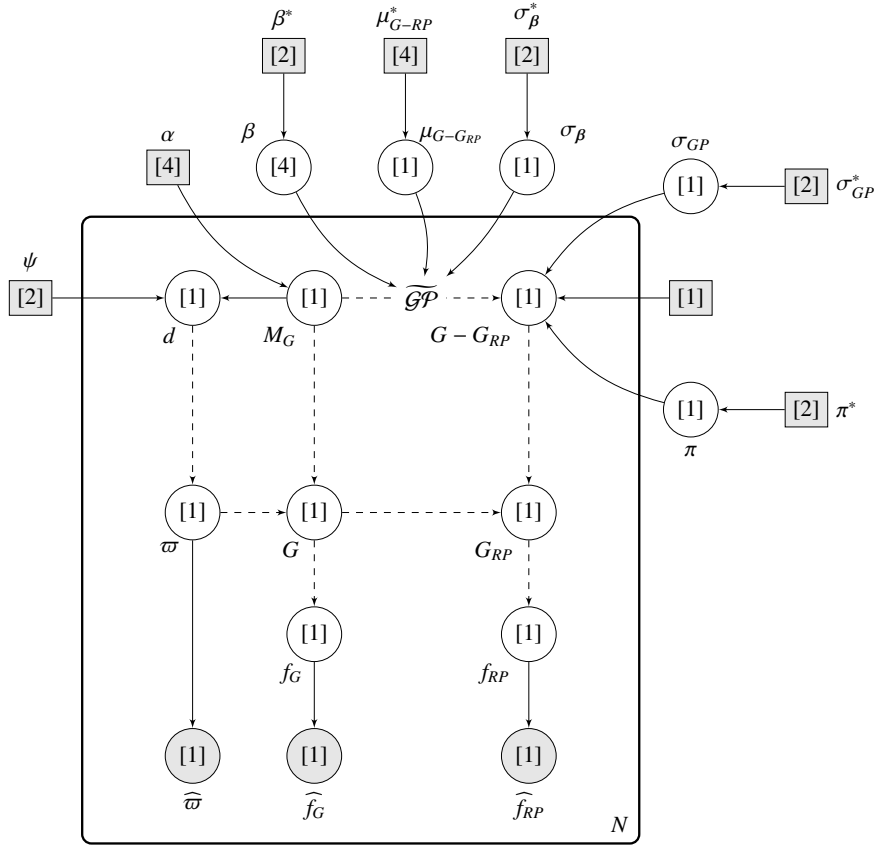 β* μ*_{G−RP} σ*_β
[2] [4] [2]
α β μ_{G−G_{RP}} σ_β σ_{GP}
[4] [4] [1] [1] [1] [2] σ*_{GP}
ψ
[2] [1] [1] 𝒢𝒫~ [1] [1]
d M_G G − G_{RP}
[1] [2] π*
π
[1] [1] [1]
ϖ G G_{RP}
[1] [1]
f_G f_{RP}
[1] [1] [1]
ϖ̂ f̂_G f̂_{RP}
N